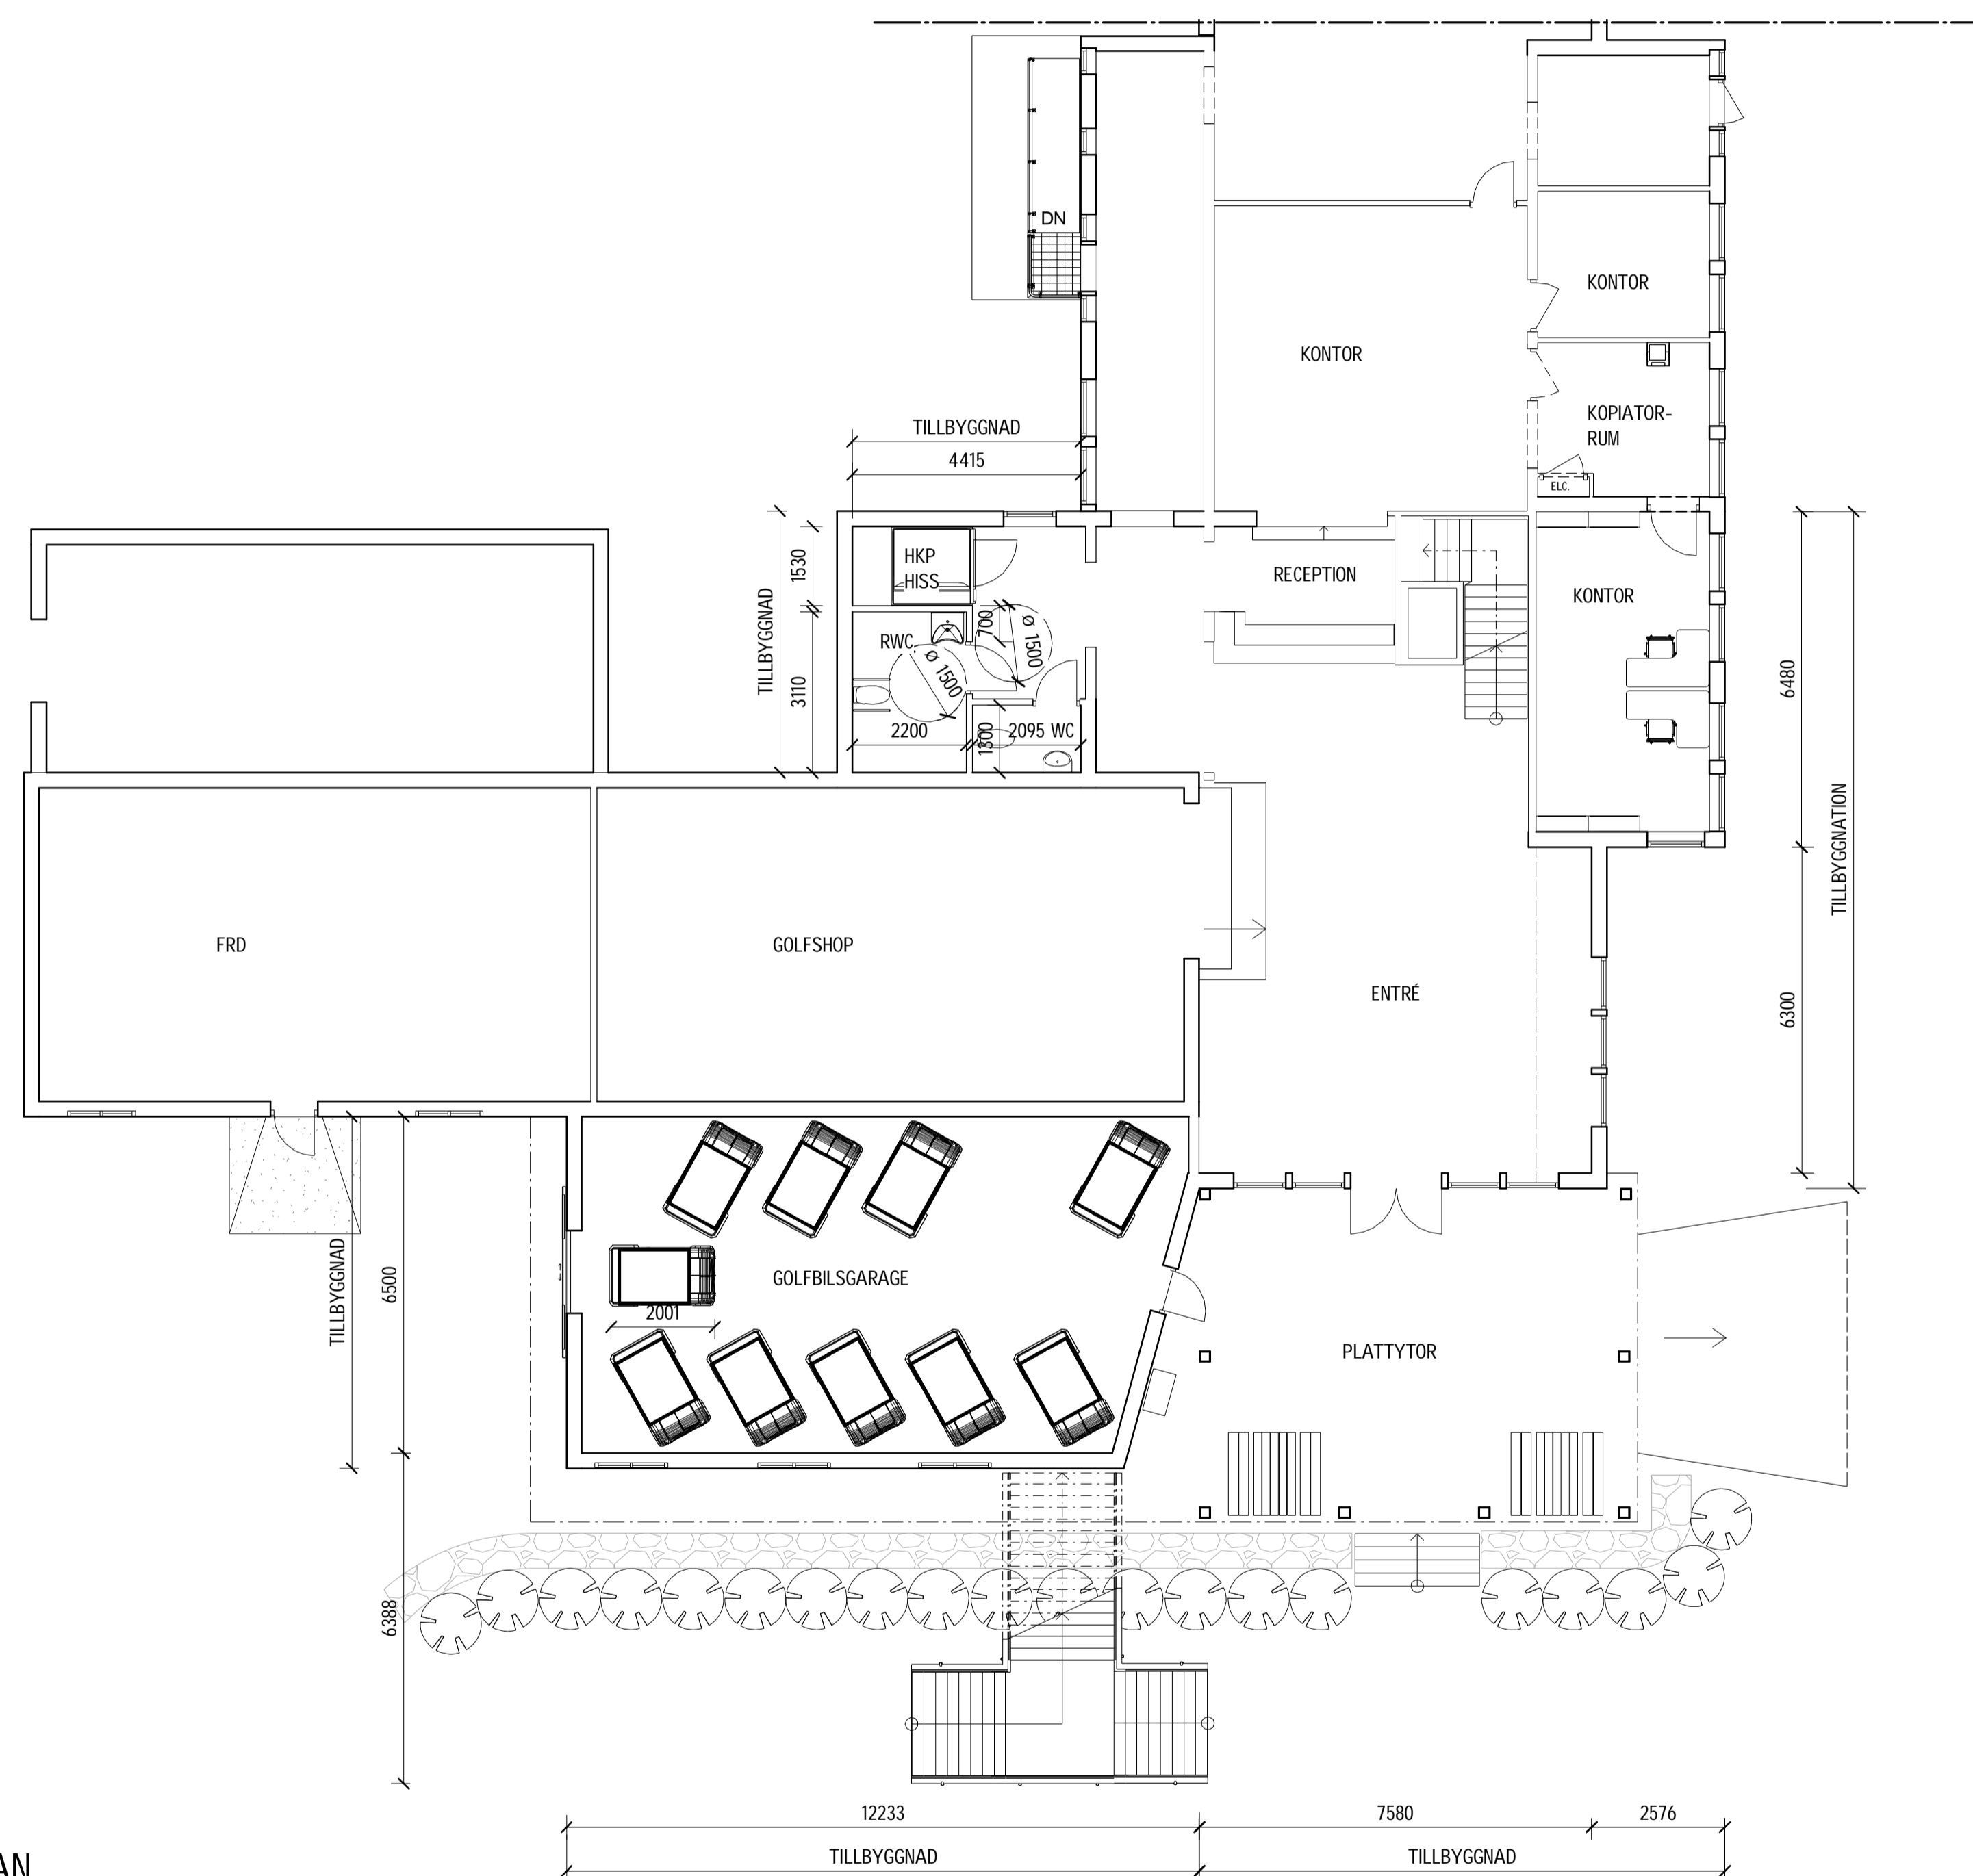 DN
KONTOR
KONTOR
KOPIATOR-
RUM
ELC.
TILLBYGGNAD
4415
TILLBYGGNAD
1530
3110
HKP
HISS
RWC.
700
Ø 1500
Ø 1500
2200
1300
2095 WC
RECEPTION
KONTOR
6480
TILLBYGGNATION
6300
FRD
GOLFSHOP
ENTRÉ
TILLBYGGNAD
6500
GOLFBILSGARAGE
2001
PLATTYTOR
6388
12233
7580
2576
TILLBYGGNAD
TILLBYGGNAD
AN